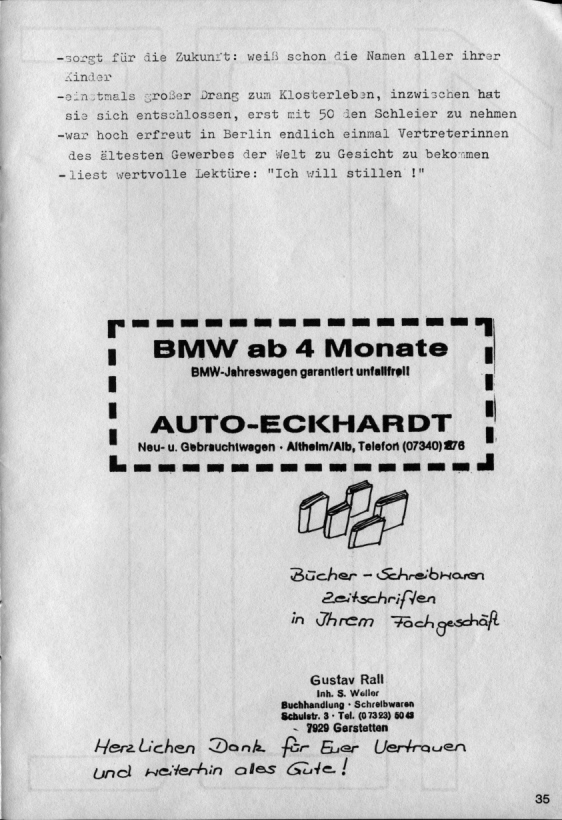 -sorgt für die Zukunft: weiß schon die Namen aller ihrer
Kinder
-einstmals großer Drang zum Klosterleben, inzwischen hat
sie sich entschlossen, erst mit 50 den Schleier zu nehmen
-war hoch erfreut in Berlin endlich einmal Vertreterinnen
des ältesten Gewerbes der Welt zu Gesicht zu bekommen
-liest wertvolle Lektüre: "Ich will stillen !"
BMW ab 4 Monate
BMW-Jahreswagen garantiert unfallfrei!
AUTO-ECKHARDT
Neu- u. Gebrauchtwagen · Altheim/Alb, Telefon (07340)
Bücher - Schreibwaren
Zeitschriften
in Ihrem Fachgeschäft
Gustav Rall
Inh. S. Weller
Buchhandlung · Schreibwaren
Schulstr. 3 · Tel. (07323) 5043
7929 Gerstetten
Herzlichen Dank für Euer Vertrauen
und weiterhin alles Gute!
35